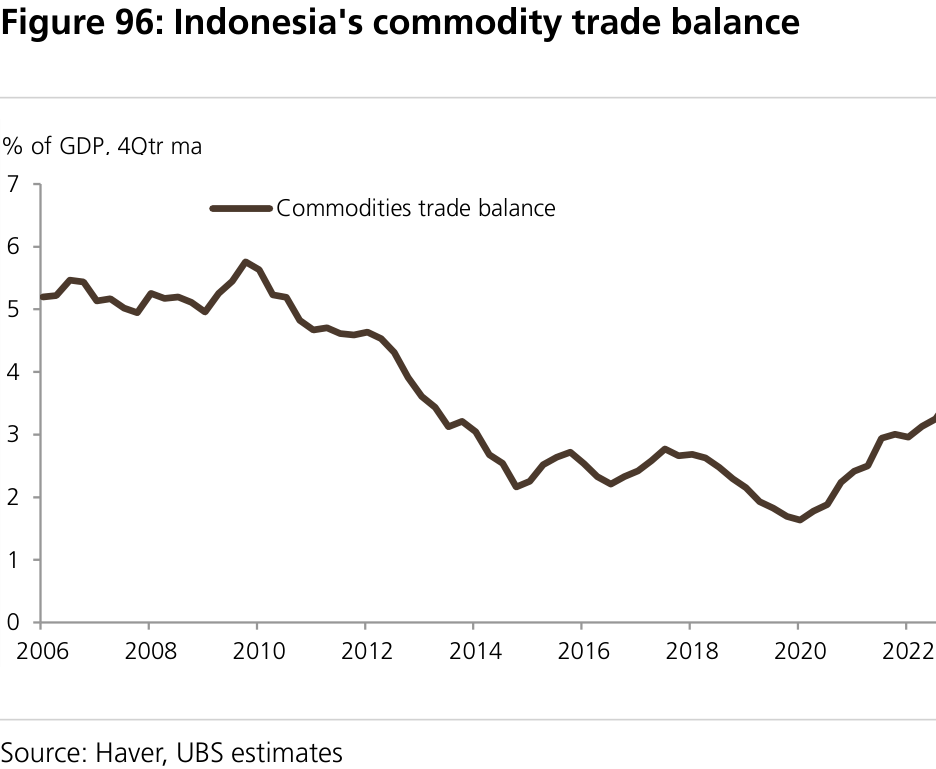 Figure 96: Indonesia's commodity trade balance
% of GDP, 4Qtr ma
7
Commodities trade balance
6
5
4
3
2
1
0
2006 2008 2010 2012 2014 2016 2018 2020 2022
Source: Haver, UBS estimates